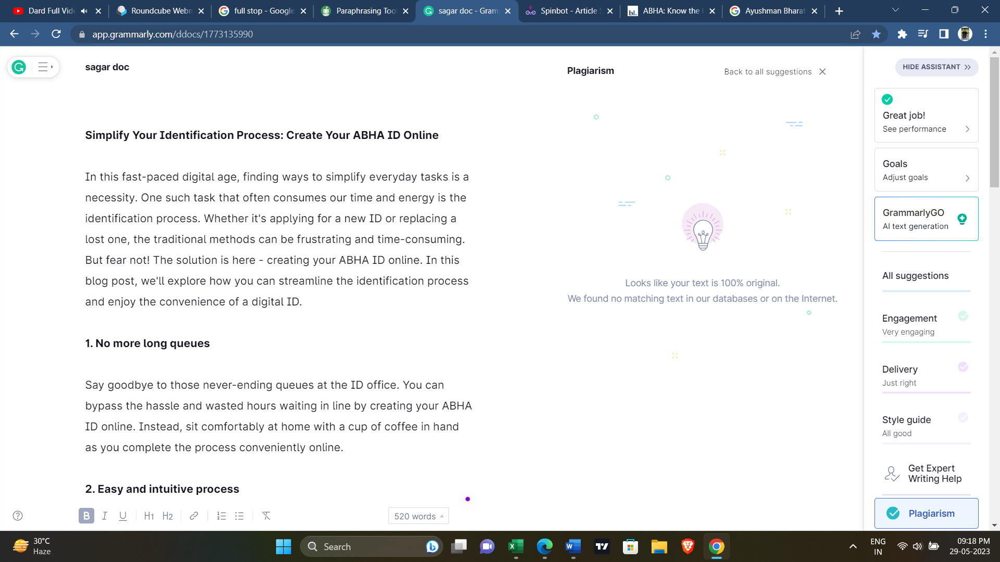 Dard Full Vid
Roundcube Webm
full stop - Google
Paraphrasing Tool
sagar doc - Gram
Spinbot - Article S
ABHA: Know the b
Ayushman Bharat
app.grammarly.com/ddocs/1773135990
sagar doc
Plagiarism
Back to all suggestions
HIDE ASSISTANT
Simplify Your Identification Process: Create Your ABHA ID Online
In this fast-paced digital age, finding ways to simplify everyday tasks is a
necessity. One such task that often consumes our time and energy is the
identification process. Whether it's applying for a new ID or replacing a
lost one, the traditional methods can be frustrating and time-consuming.
But fear not! The solution is here - creating your ABHA ID online. In this
blog post, we'll explore how you can streamline the identification process
and enjoy the convenience of a digital ID.
1. No more long queues
Say goodbye to those never-ending queues at the ID office. You can
bypass the hassle and wasted hours waiting in line by creating your ABHA
ID online. Instead, sit comfortably at home with a cup of coffee in hand
as you complete the process conveniently online.
2. Easy and intuitive process
B I U H1 H2
520 words
Looks like your text is 100% original.
We found no matching text in our databases or on the Internet.
Great job!
See performance
Goals
Adjust goals
GrammarlyGO
AI text generation
All suggestions
Engagement
Very engaging
Delivery
Just right
Style guide
All good
Get Expert
Writing Help
Plagiarism
30°C
Haze
Search
ENG
IN
09:18 PM
29-05-2023